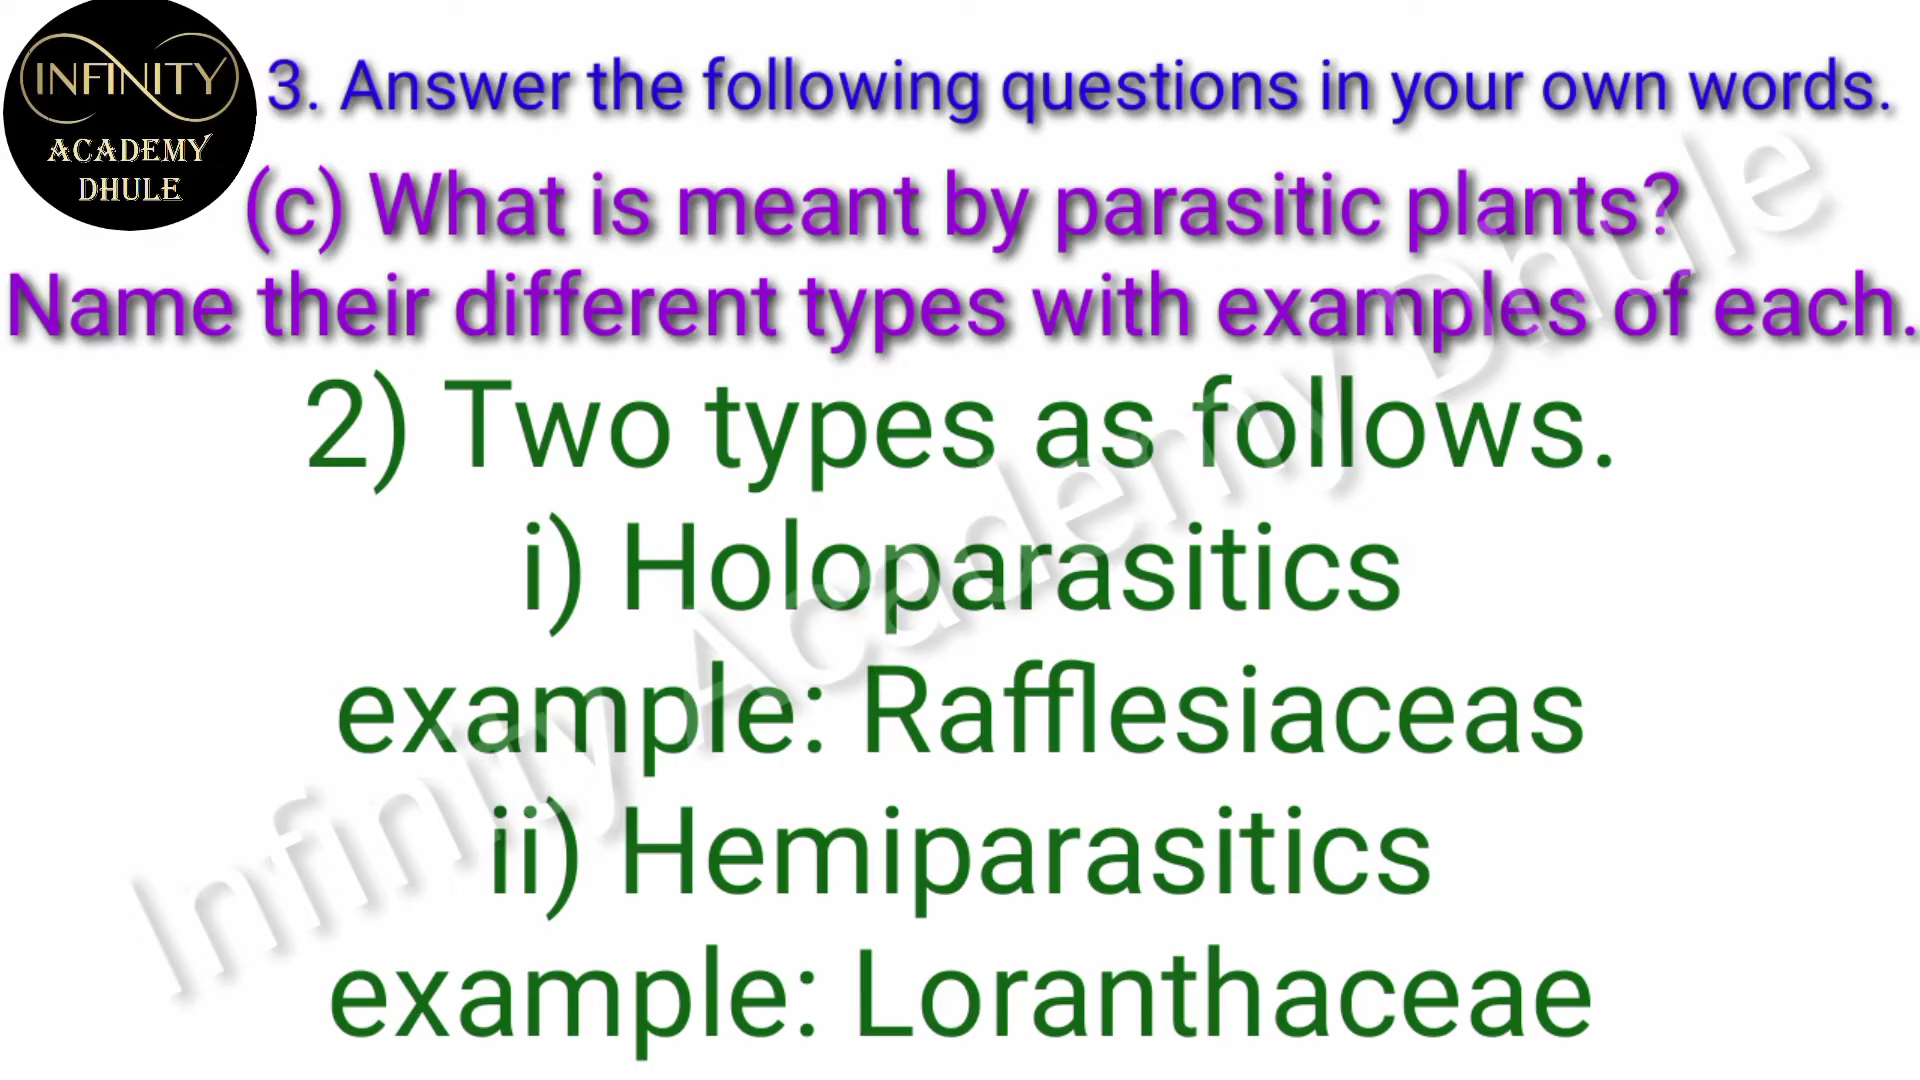 INFINITY
ACADEMY
DHULE
3. Answer the following questions in your own words.
(c) What is meant by parasitic plants?
Name their different types with examples of each.
2) Two types as follows.
i) Holoparasitics
example: Rafflesiaceas
ii) Hemiparasitics
example: Loranthaceae
Infinity Academy Dhule